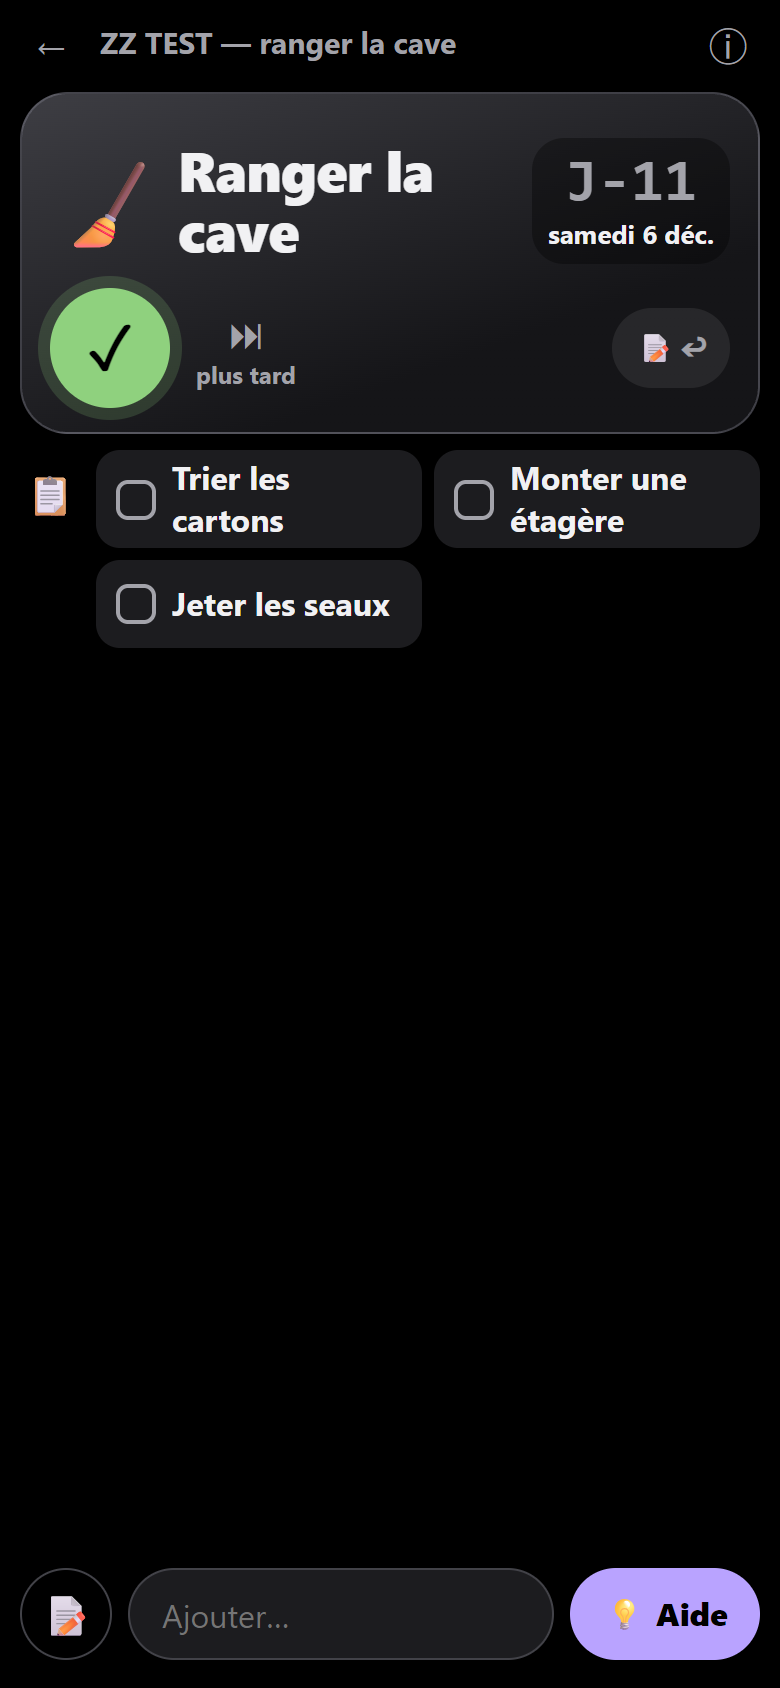 ZZ TEST — ranger la cave
Ranger la
cave
J-11
samedi 6 déc.
plus tard
Trier les
cartons
Monter une
étagère
Jeter les seaux
Ajouter...
Aide